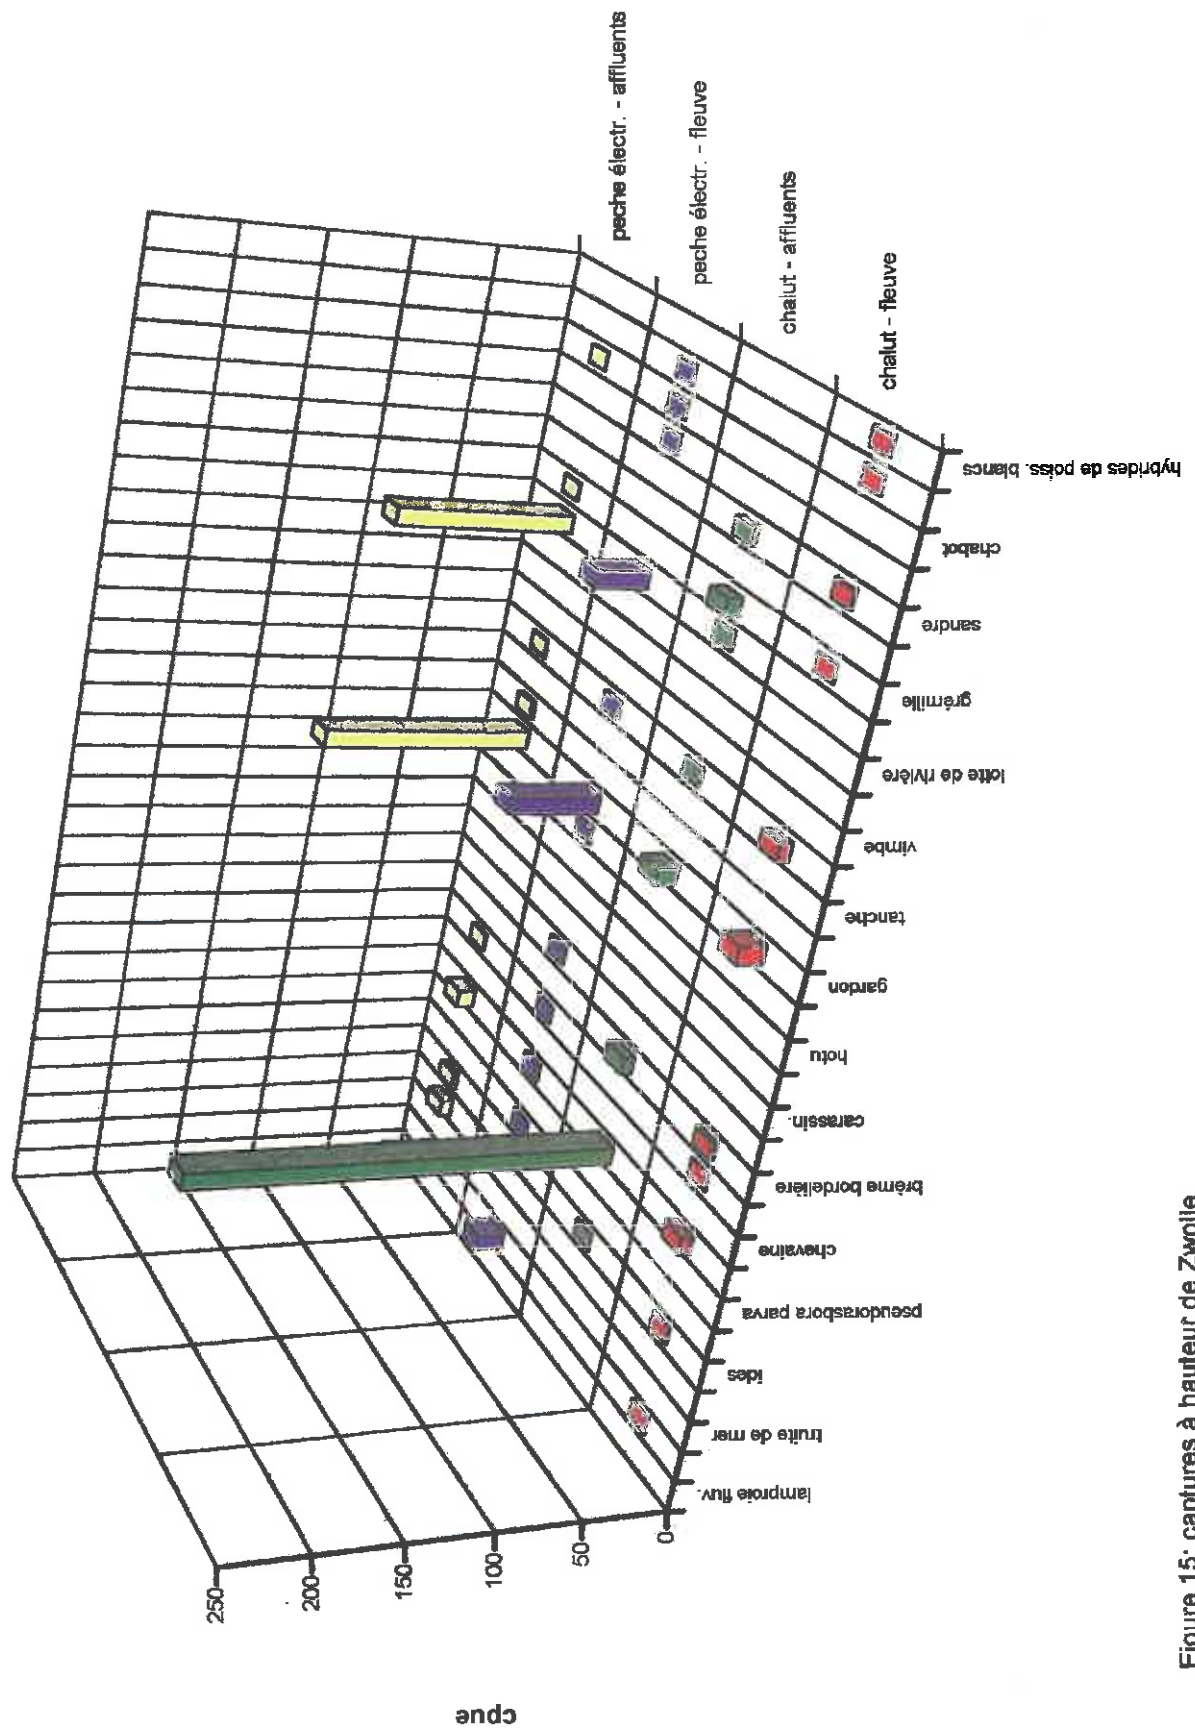 cpue
250
200
150
100
50
0
lamproie fluv.
truite de mer
ides
pseudorasbora parva
chevaine
brème bordelière
carassin.
hotu
gardon
tanche
vimbe
lotte de rivière
grémille
sandre
chabot
hybrides de poiss. blancs
peche électr. - affluents
peche électr. - fleuve
chalut - affluents
chalut - fleuve
Figure 15: captures à hauteur de Zwolle